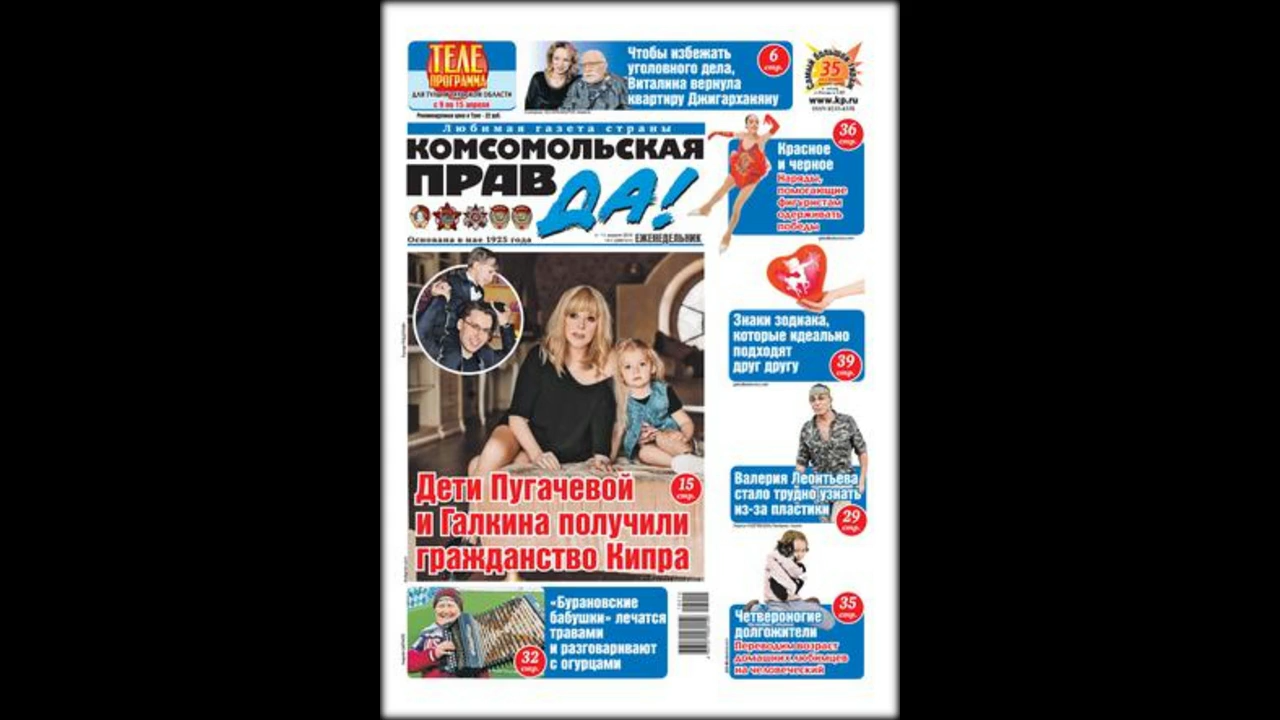 ТЕЛЕ
ПРОГРАММА
с 9 по 15 апреля
Чтобы избежать
уголовного дела,
Виталина вернула
квартиру Джигарханяну
6
стр.
35
www.kp.ru
Любимая газета страны
КОМСОМОЛЬСКАЯ
ПРАВДА!
Основана в мае 1925 года
ЕЖЕНЕДЕЛЬНИК
36
стр.
Красное
и черное
Наряды,
помогающие
фигуристам
одерживать
победы
Знаки зодиака,
которые идеально
подходят
друг другу
39
стр.
Валерия Леонтьева
стало трудно узнать
из-за пластики
29
стр.
Дети Пугачевой
и Галкина получили
гражданство Кипра
15
стр.
«Бурановские
бабушки» лечатся
травами
и разговаривают
с огурцами
32
стр.
35
стр.
Четвероногие
долгожители
Переводим возраст
домашних любимцев
на человеческий